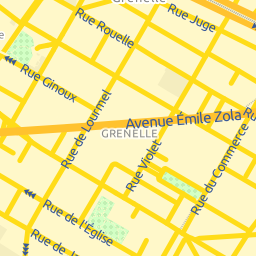 Grenelle
Rue Juge
Rue Rouelle
Rue Ginoux
Rue de Lourmel
Avenue Émile Zola
GRENELLE
Rue Violet
Rue du Commerce
Rue de l'Église